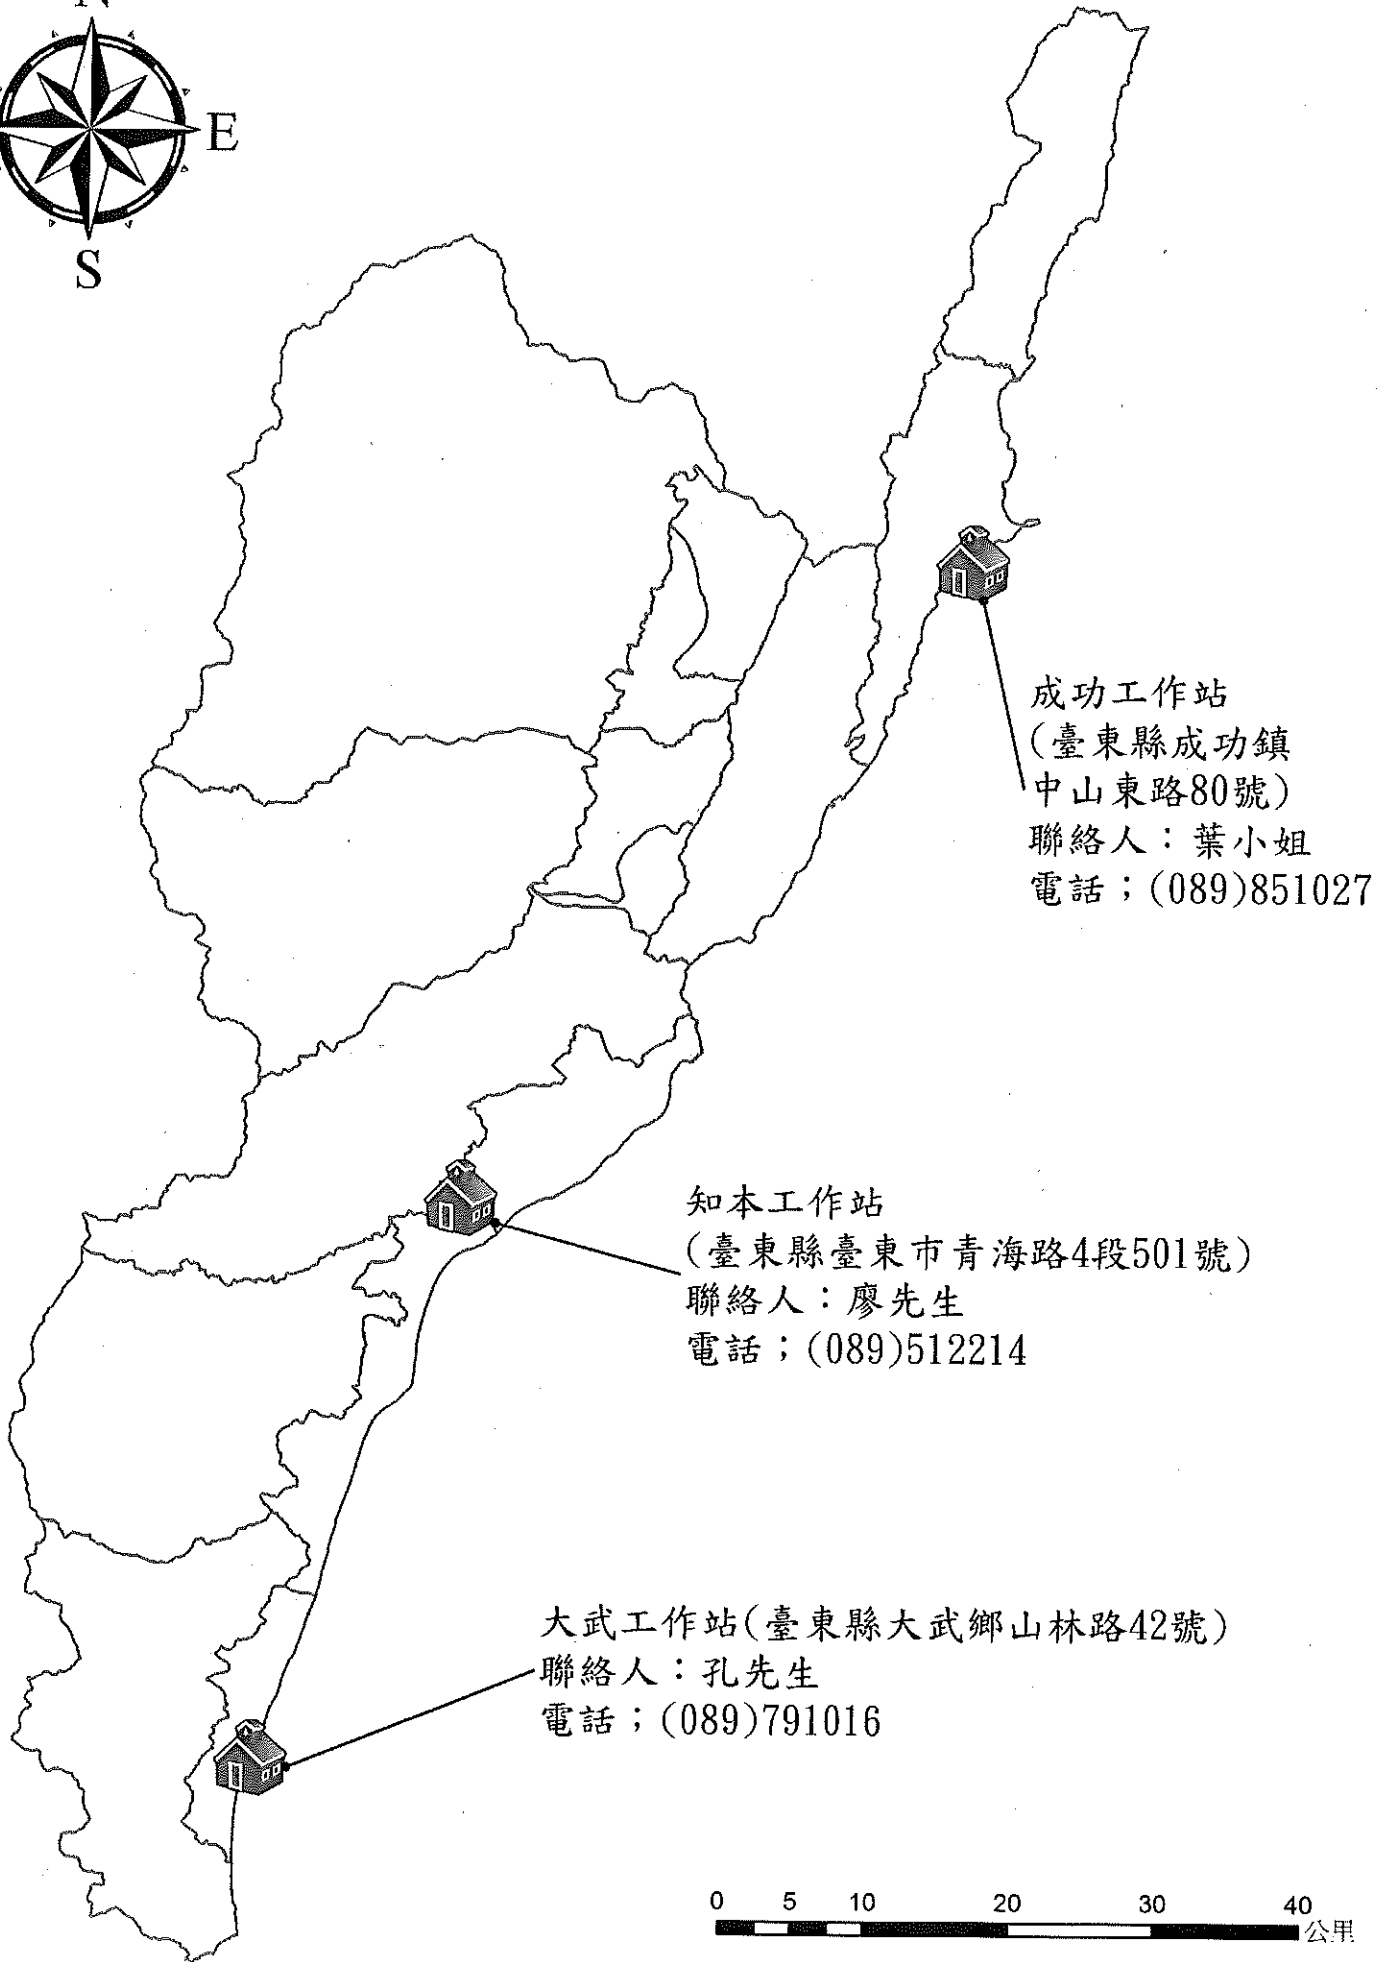 N
E
S
成功工作站
(臺東縣成功鎮
中山東路80號)
聯絡人：葉小姐
電話；(089)851027
知本工作站
(臺東縣臺東市青海路4段501號)
聯絡人：廖先生
電話；(089)512214
大武工作站(臺東縣大武鄉山林路42號)
聯絡人：孔先生
電話；(089)791016
0 5 10 20 30 40
公里